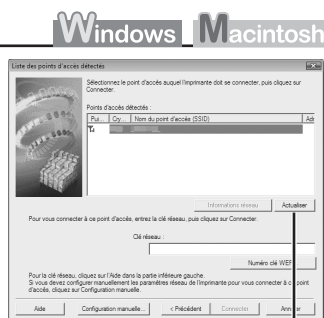 Windows Macintosh
Liste des points d'accès détectés
Sélectionnez le point d'accès auquel l'imprimante doit se connecter, puis cliquez sur
Connecter.
Points d'accès détectés :
Pui... Cry... Nom du point d'accès (SSID) Adr
Informations réseau Actualiser
Pour vous connecter à ce point d'accès, entrez la clé réseau, puis cliquez sur Connecter.
Clé réseau :
Numéro clé WEP
Pour la clé réseau, cliquez sur l'Aide dans la partie inférieure gauche.
Si vous devez configurer manuellement les paramètres réseau de l'imprimante pour vous connecter à ce point
d'accès, cliquez sur Configuration manuelle.
Aide Configuration manuelle... < Précédent Connecter